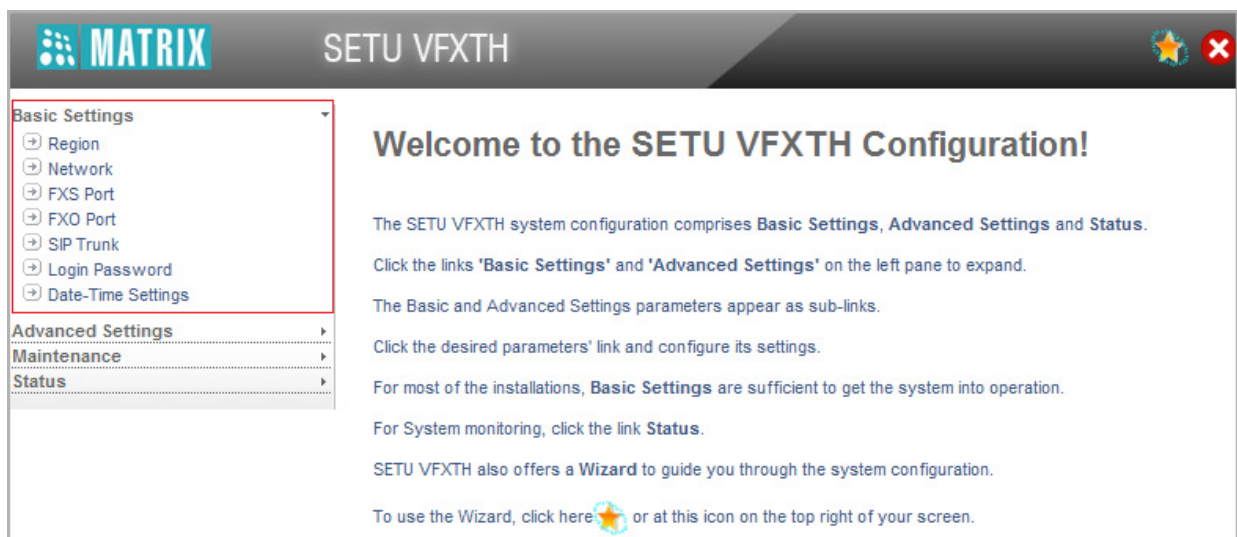 MATRIX SETU VFXTH
Basic Settings
Region
Network
FXS Port
FXO Port
SIP Trunk
Login Password
Date-Time Settings
Advanced Settings
Maintenance
Status
Welcome to the SETU VFXTH Configuration!
The SETU VFXTH system configuration comprises Basic Settings, Advanced Settings and Status.
Click the links 'Basic Settings' and 'Advanced Settings' on the left pane to expand.
The Basic and Advanced Settings parameters appear as sub-links.
Click the desired parameters' link and configure its settings.
For most of the installations, Basic Settings are sufficient to get the system into operation.
For System monitoring, click the link Status.
SETU VFXTH also offers a Wizard to guide you through the system configuration.
To use the Wizard, click here or at this icon on the top right of your screen.